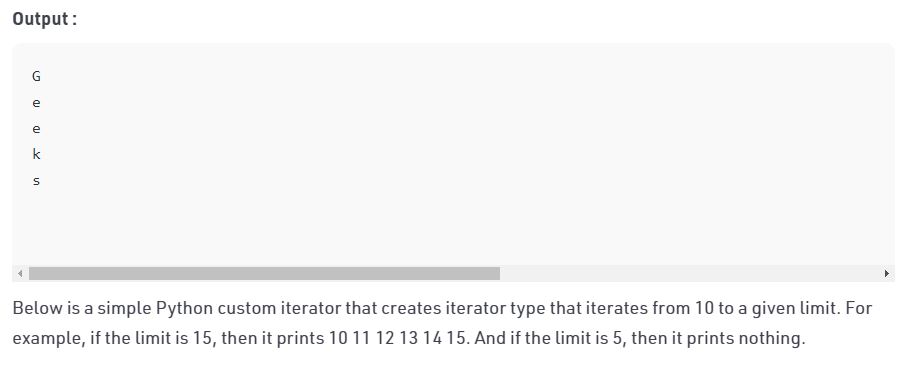 Output :
G
e
e
k
s
Below is a simple Python custom iterator that creates iterator type that iterates from 10 to a given limit. For
example, if the limit is 15, then it prints 10 11 12 13 14 15. And if the limit is 5, then it prints nothing.